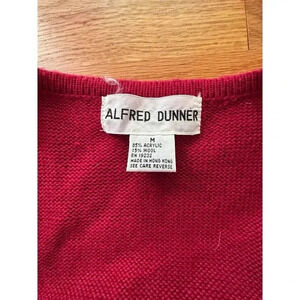 ALFRED DUNNER
M
85% ACRYLIC
15% WOOL
RN 19232
MADE IN HONG KONG
SEE CARE REVERSE